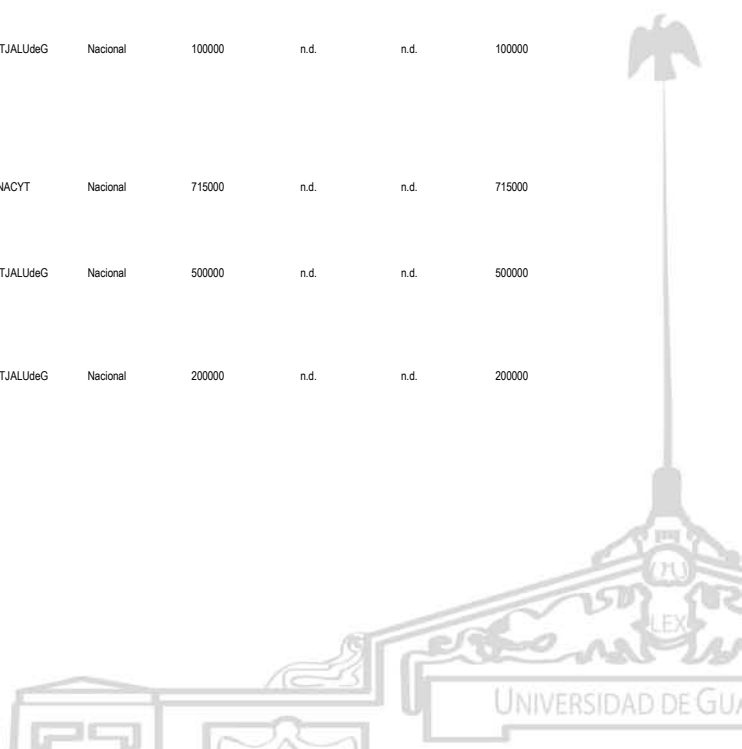 TJALUdeG Nacional 100000 n.d. n.d. 100000
NACYT Nacional 715000 n.d. n.d. 715000
TJALUdeG Nacional 500000 n.d. n.d. 500000
TJALUdeG Nacional 200000 n.d. n.d. 200000
LEX
UNIVERSIDAD DE GUA